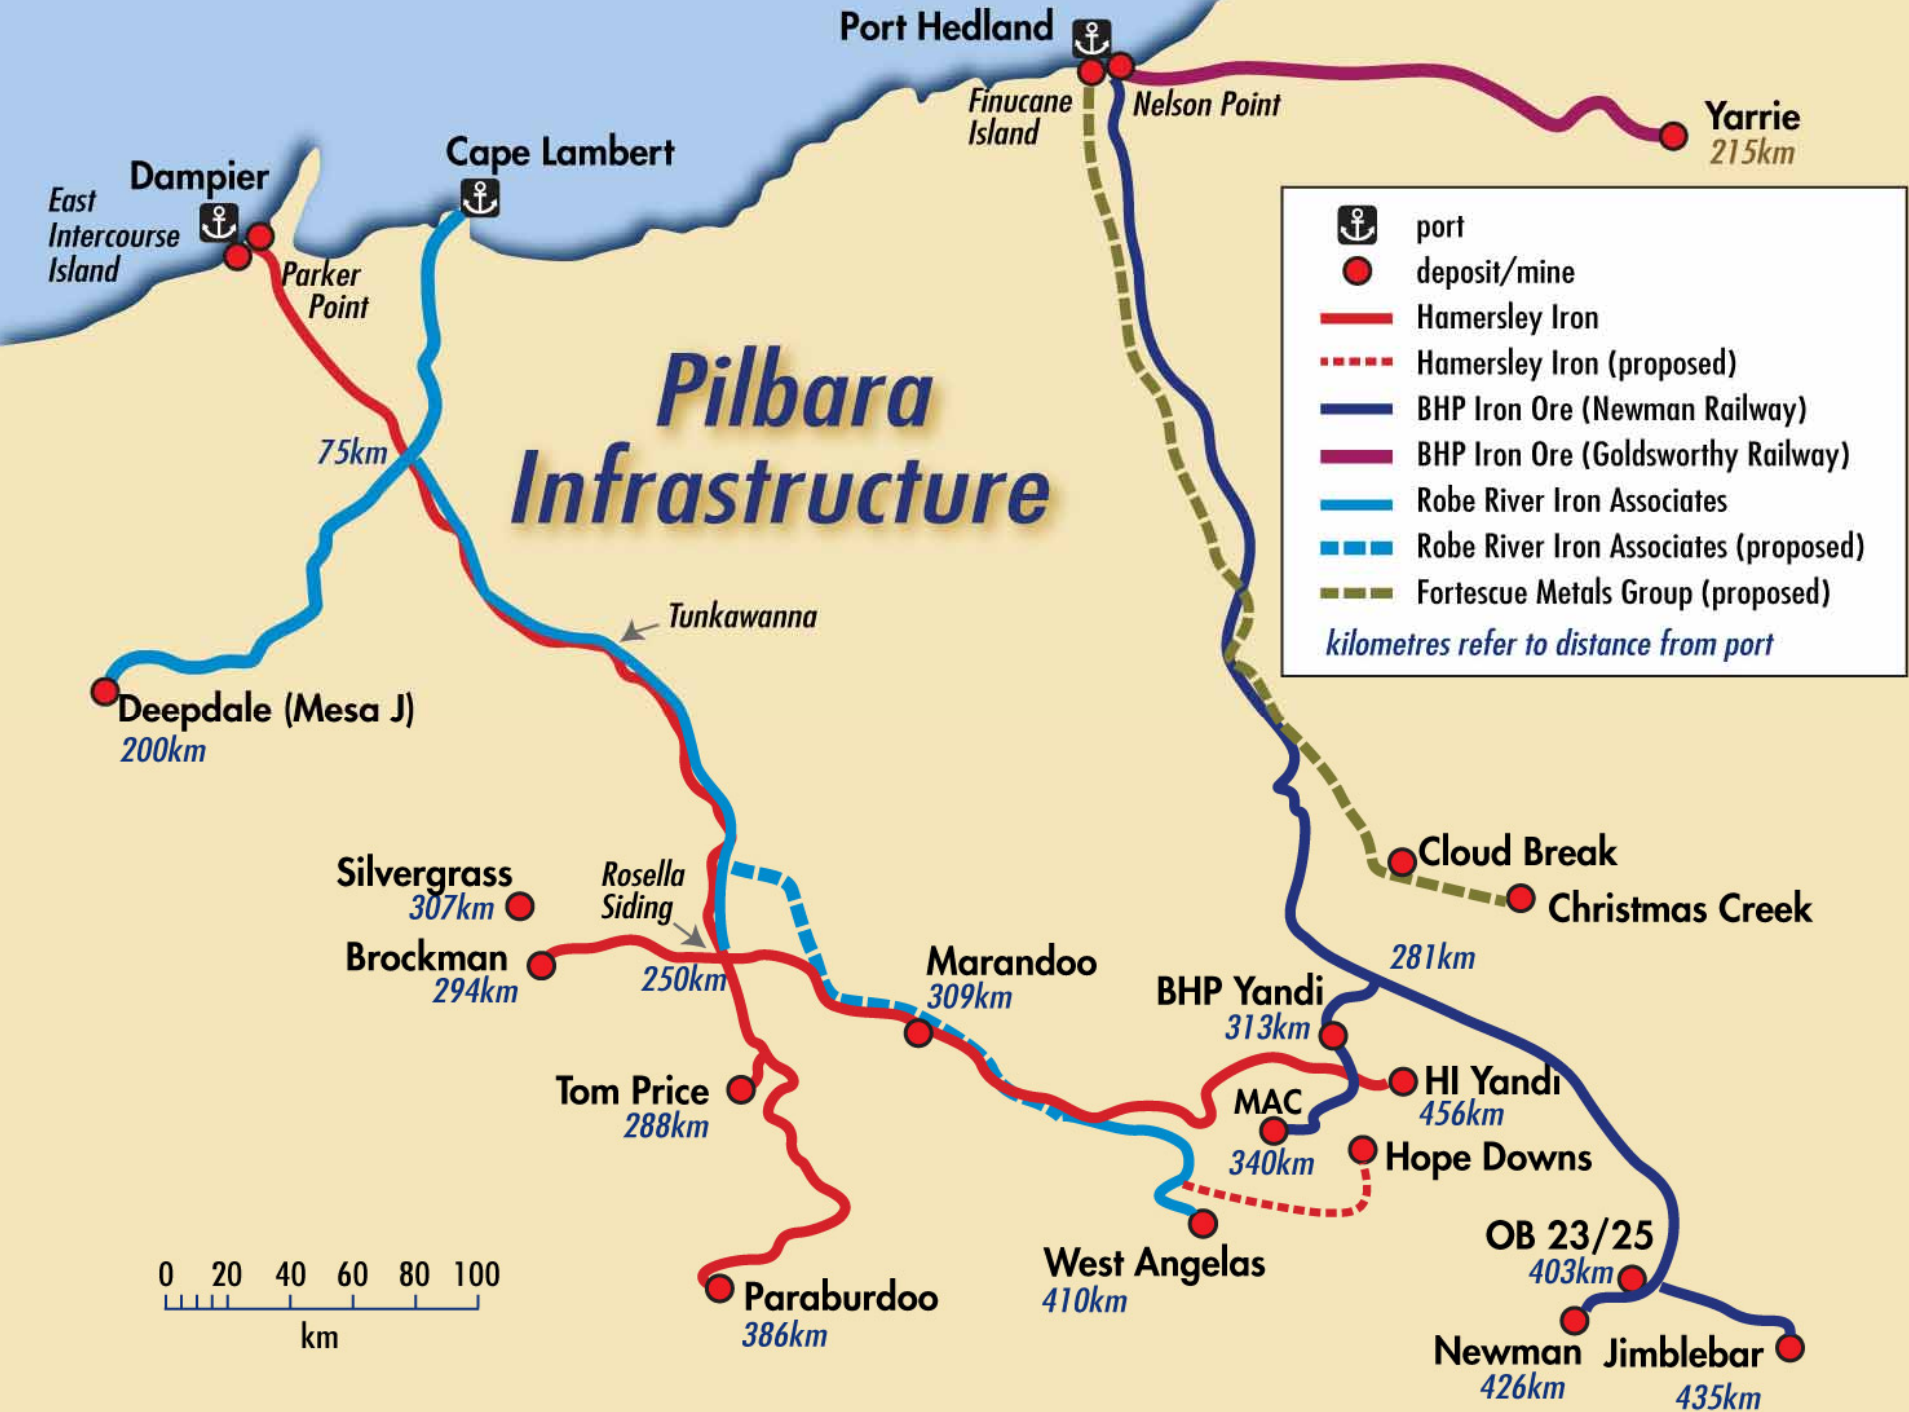 Port Hedland
Finucane
Island
Nelson Point
Yarrie
215km
Cape Lambert
Dampier
East
Intercourse
Island
Parker
Point
port
deposit/mine
Hamersley Iron
Hamersley Iron (proposed)
BHP Iron Ore (Newman Railway)
BHP Iron Ore (Goldsworthy Railway)
Robe River Iron Associates
Robe River Iron Associates (proposed)
Fortescue Metals Group (proposed)
kilometres refer to distance from port
Pilbara
Infrastructure
75km
Tunkawanna
Deepdale (Mesa J)
200km
Silvergrass
307km
Rosella
Siding
Brockman
294km
250km
Marandoo
309km
Cloud Break
Christmas Creek
281km
BHP Yandi
313km
HI Yandi
456km
MAC
340km
Hope Downs
Tom Price
288km
West Angelas
410km
OB 23/25
403km
Paraburdoo
386km
Newman
426km
Jimblebar
435km
0 20 40 60 80 100
km